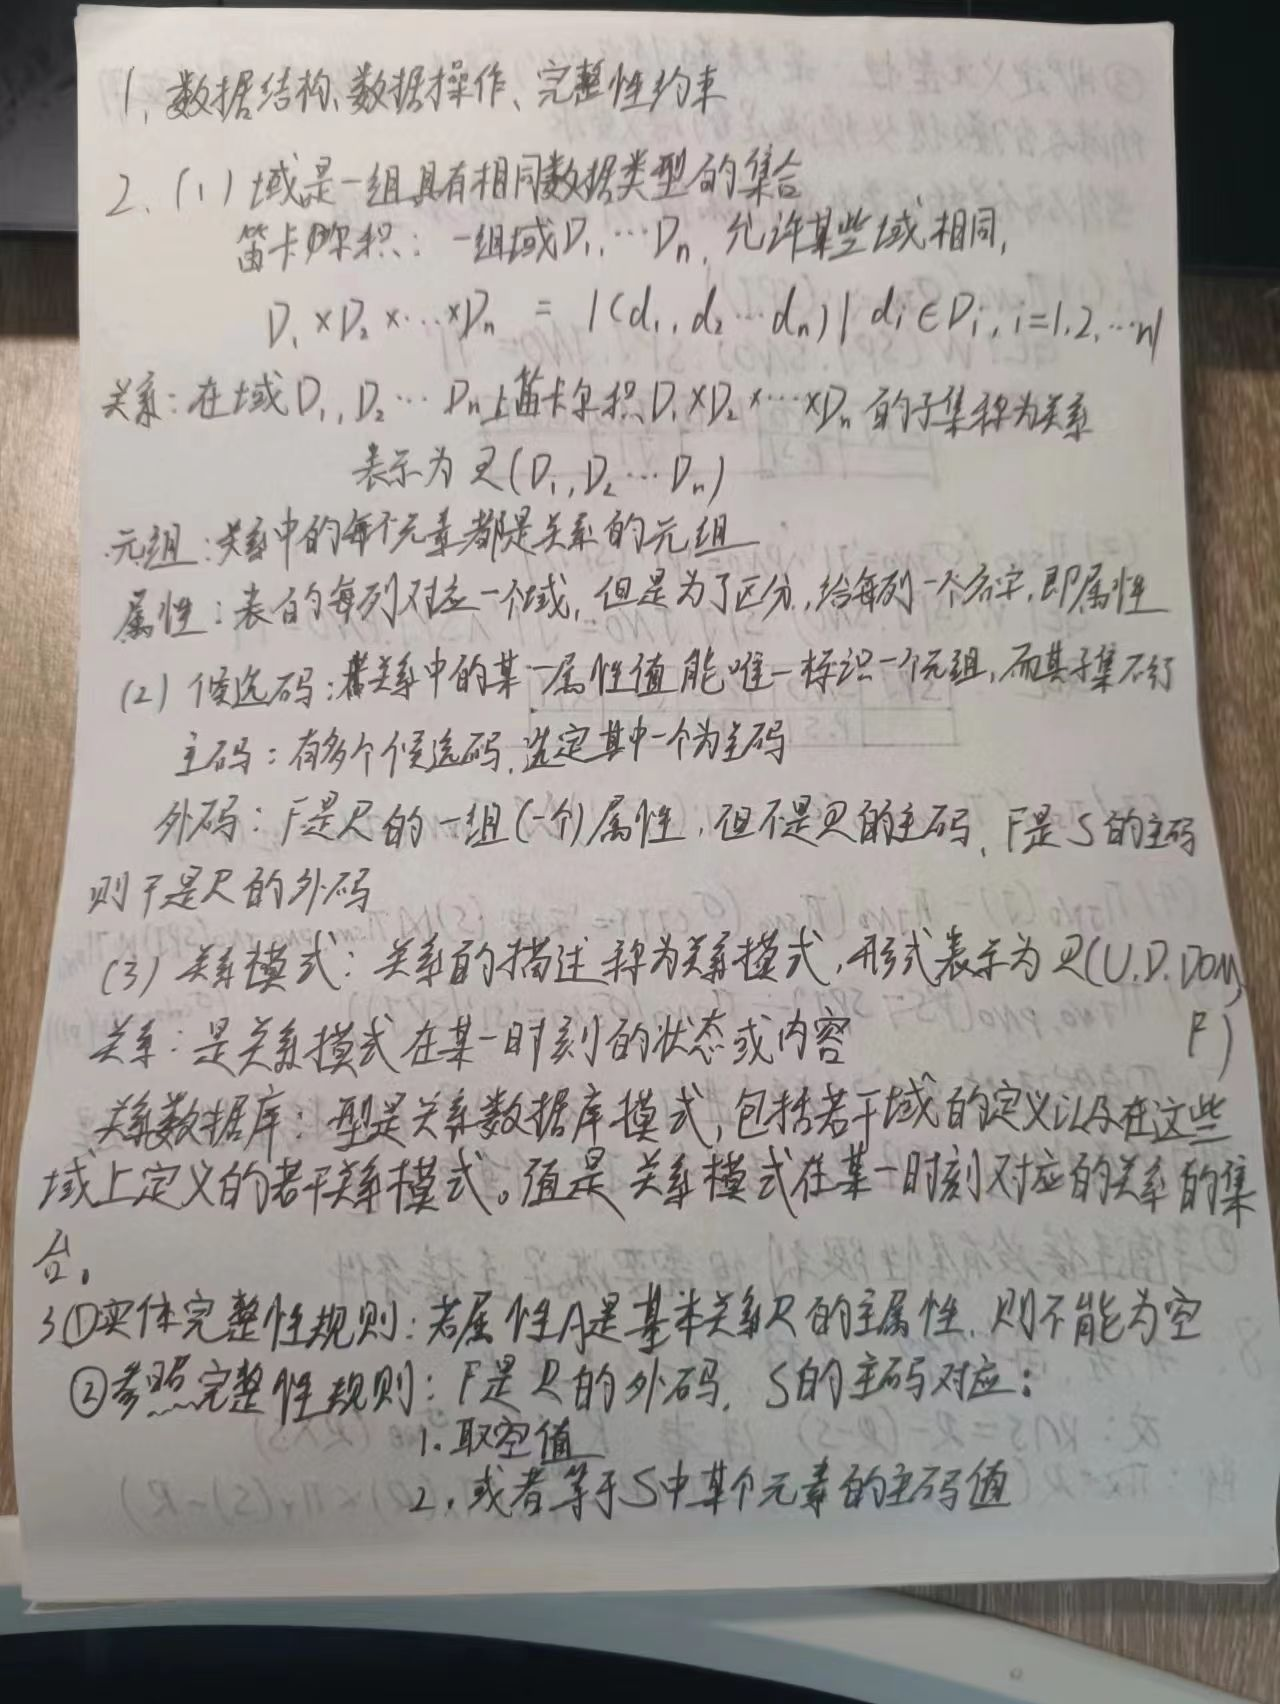 1、数据结构、数据操作、完整性约束
2、(1) 域是一组具有相同数据类型的集合
笛卡尔积：一组域D₁…Dn，允许某些域相同，
D₁×D₂×…×Dn = {(d₁,d₂…dn)| di∈Di, i=1,2,…n}
关系：在域D₁,D₂…Dn上笛卡尔积D₁×D₂×…×Dn的子集称为关系
表示为R(D₁,D₂…Dn)
元组：关系中的每个元素都是关系的元组
属性：表的每列对应一个域，但是为了区分，给每列一个名字，即属性
(2) 候选码：若关系中的某一属性值能唯一标识一个元组，而其子集不行
主码：有多个候选码，选定其中一个为主码
外码：F是R的一组(一个)属性，但不是R的主码，F是S的主码
则F是R的外码
(3) 关系模式：关系的描述称为关系模式，形式表示为R(U.D.DOM,
F)
关系：是关系模式在某一时刻的状态或内容
关系数据库：型是关系数据库模式，包括若干域的定义以及在这些
域上定义的若干关系模式。值是关系模式在某一时刻对应的关系的集
合。
3①实体完整性规则：若属性A是基本关系R的主属性，则不能为空
②参照完整性规则：F是R的外码，S的主码对应：
1.取空值
2.或者等于S中某个元素的主码值